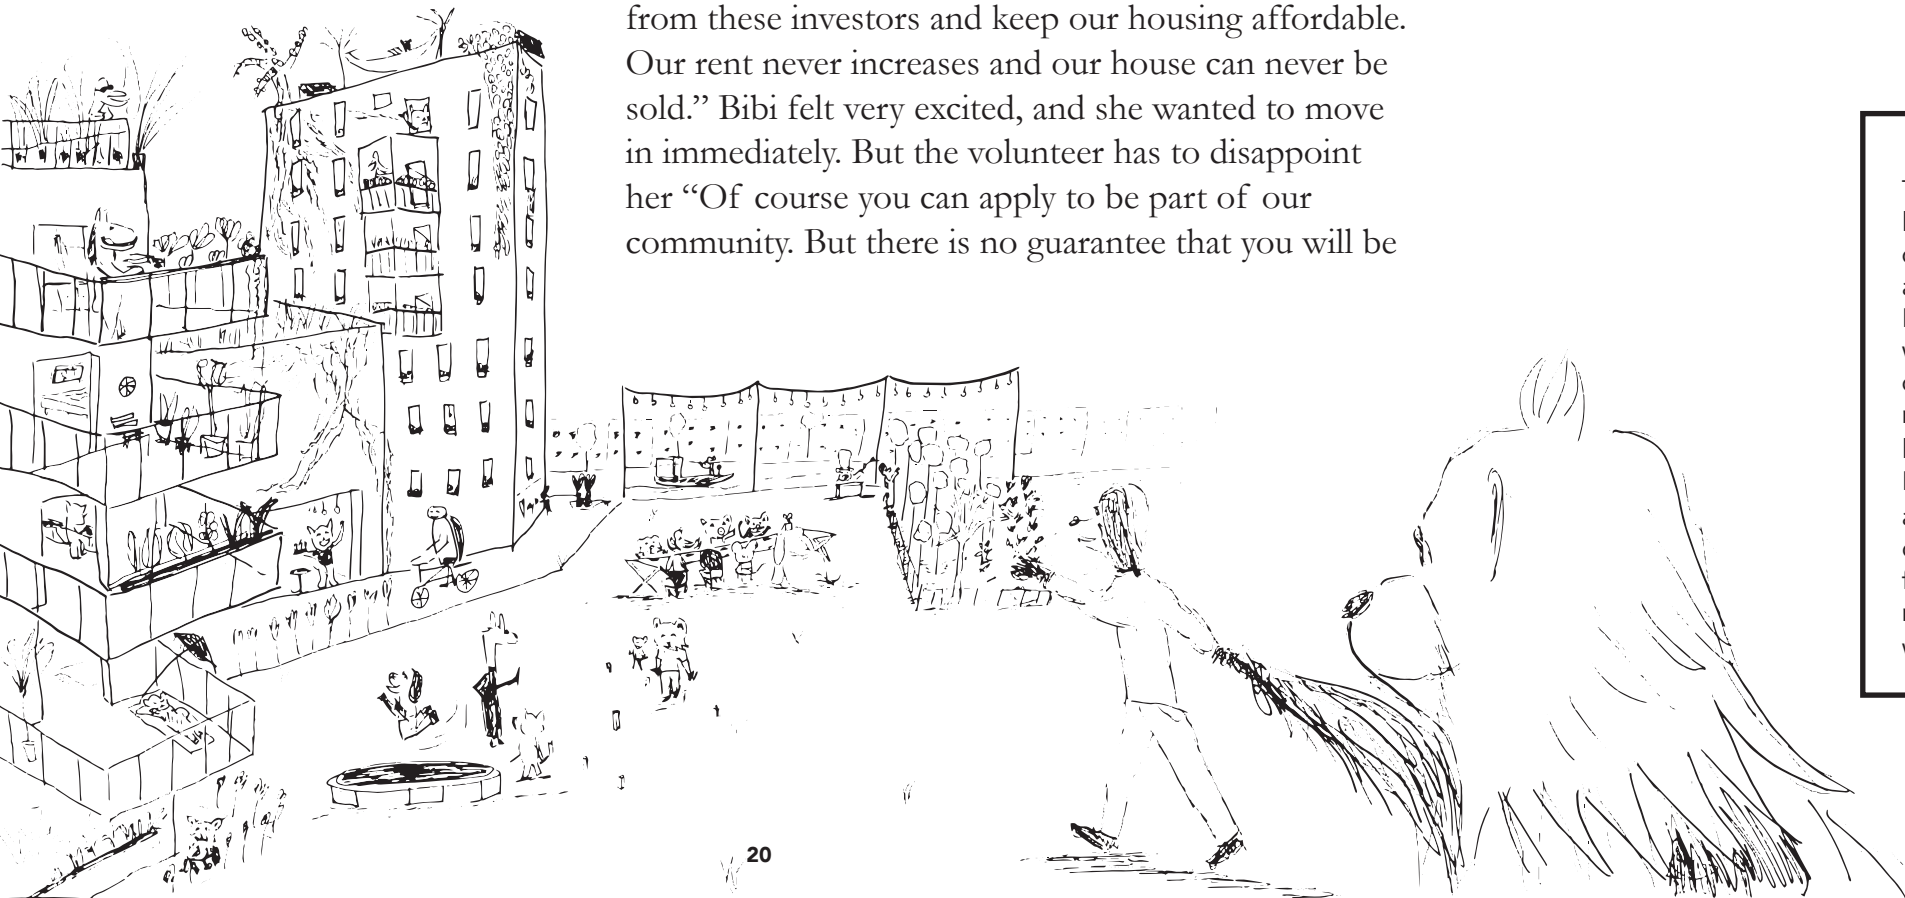 from these investors and keep our housing affordable.
Our rent never increases and our house can never be
sold.” Bibi felt very excited, and she wanted to move
in immediately. But the volunteer has to disappoint
her “Of course you can apply to be part of our
community. But there is no guarantee that you will be
20